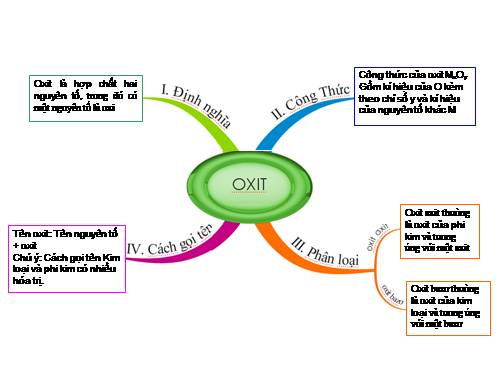 OXIT
I. Định nghĩa
Oxit là hợp chất hai
nguyên tố, trong đó có
một nguyên tố là oxi
II. Công Thức
Công thức của oxit MₓOᵧ
Gồm kí hiệu của O kèm
theo chỉ số y và kí hiệu
của nguyên tố khác M
III. Phân loại
oxit axit
Oxit axit thường
là oxit của phi
kim và tương
ứng với một axit
oxit bazơ
Oxit bazơ thường
là oxit của kim
loại và tương ứng
với một bazơ
IV. Cách gọi tên
Tên oxit: Tên nguyên tố
+ oxit
Chú ý: Cách gọi tên Kim
loại và phi kim có nhiều
hóa trị.